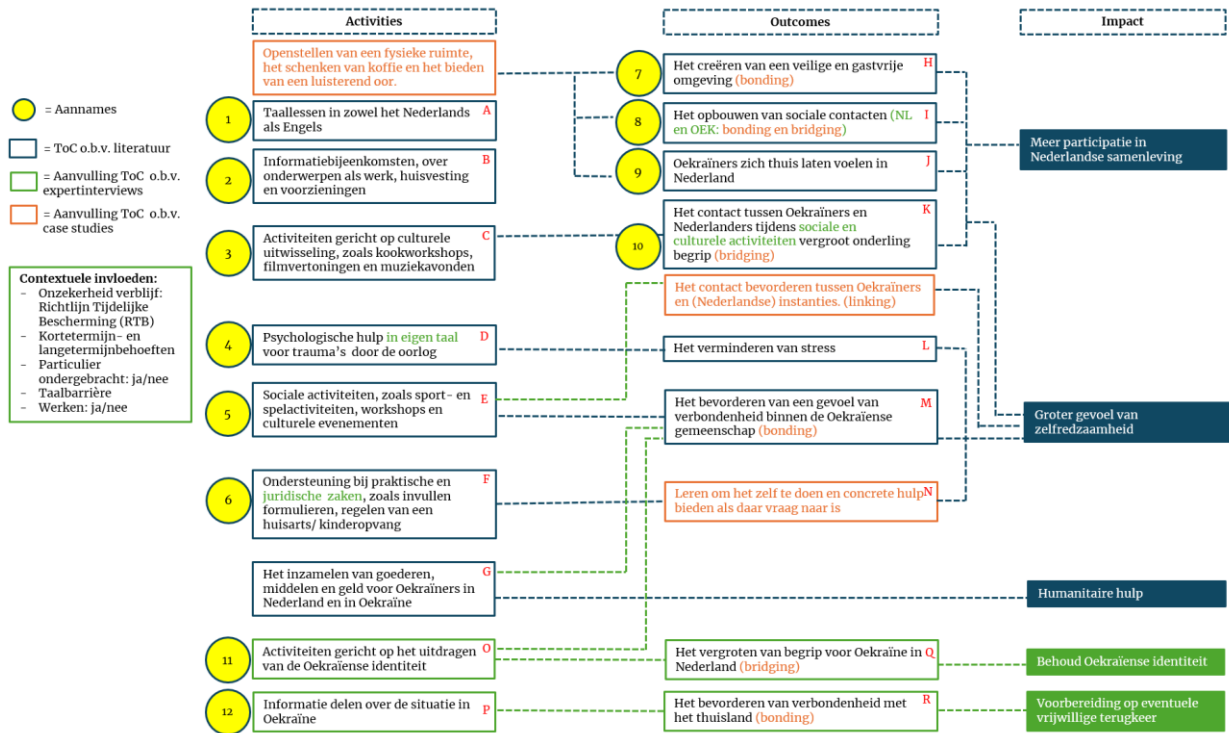 Activities
Outcomes
Impact
= Aannames
= ToC o.b.v. literatuur
= Aanvulling ToC o.b.v.
expertinterviews
= Aanvulling ToC o.b.v.
case studies
Contextuele invloeden:
- Onzekerheid verblijf:
Richtlijn Tijdelijke
Bescherming (RTB)
- Kortetermijn- en
langetermijnbehoeften
- Particulier
ondergebracht: ja/nee
- Taalbarrière
- Werken: ja/nee
Openstellen van een fysieke ruimte,
het schenken van koffie en het bieden
van een luisterend oor.
1
Taallessen in zowel het Nederlands A
als Engels
2
Informatiebijeenkomsten, over B
onderwerpen als werk, huisvesting
en voorzieningen
3
Activiteiten gericht op culturele C
uitwisseling, zoals kookworkshops,
filmvertoningen en muziekavonden
4
Psychologische hulp in eigen taal D
voor trauma's door de oorlog
5
Sociale activiteiten, zoals sport- en E
spelactiviteiten, workshops en
culturele evenementen
6
Ondersteuning bij praktische en F
juridische zaken, zoals invullen
formulieren, regelen van een
huisarts/ kinderopvang
Het inzamelen van goederen, G
middelen en geld voor Oekraïners in
Nederland en in Oekraïne
11
Activiteiten gericht op het uitdragen O
van de Oekraïense identiteit
12
Informatie delen over de situatie in
Oekraïne P
7
Het creëren van een veilige en gastvrije H
omgeving (bonding)
8
Het opbouwen van sociale contacten (NL I
en OEK: bonding en bridging)
9
Oekraïners zich thuis laten voelen in J
Nederland
10
Het contact tussen Oekraïners en K
Nederlanders tijdens sociale en
culturele activiteiten vergroot onderling
begrip (bridging)
Het contact bevorderen tussen Oekraïners
en (Nederlandse) instanties. (linking)
Het verminderen van stress L
Het bevorderen van een gevoel van M
verbondenheid binnen de Oekraïense
gemeenschap (bonding)
Leren om het zelf te doen en concrete hulp N
bieden als daar vraag naar is
Het vergroten van begrip voor Oekraïne in Q
Nederland (bridging)
Het bevorderen van verbondenheid met R
het thuisland (bonding)
Meer participatie in
Nederlandse samenleving
Groter gevoel van
zelfredzaamheid
Humanitaire hulp
Behoud Oekraïense identiteit
Voorbereiding op eventuele
vrijwillige terugkeer